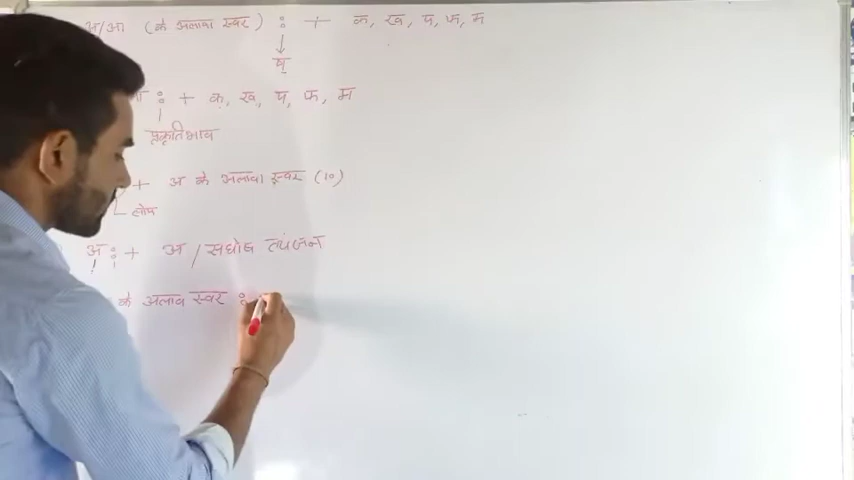 अ/आ (के अलावा स्वर) ः + क, ख, प, फ, म
ष्
ः + क, ख, प, फ, म
प्रकृतिभाव
+ अ के अलावा स्वर (10)
लोप
अ ः + अ / सघोष व्यंजन
के अलाव स्वर ः